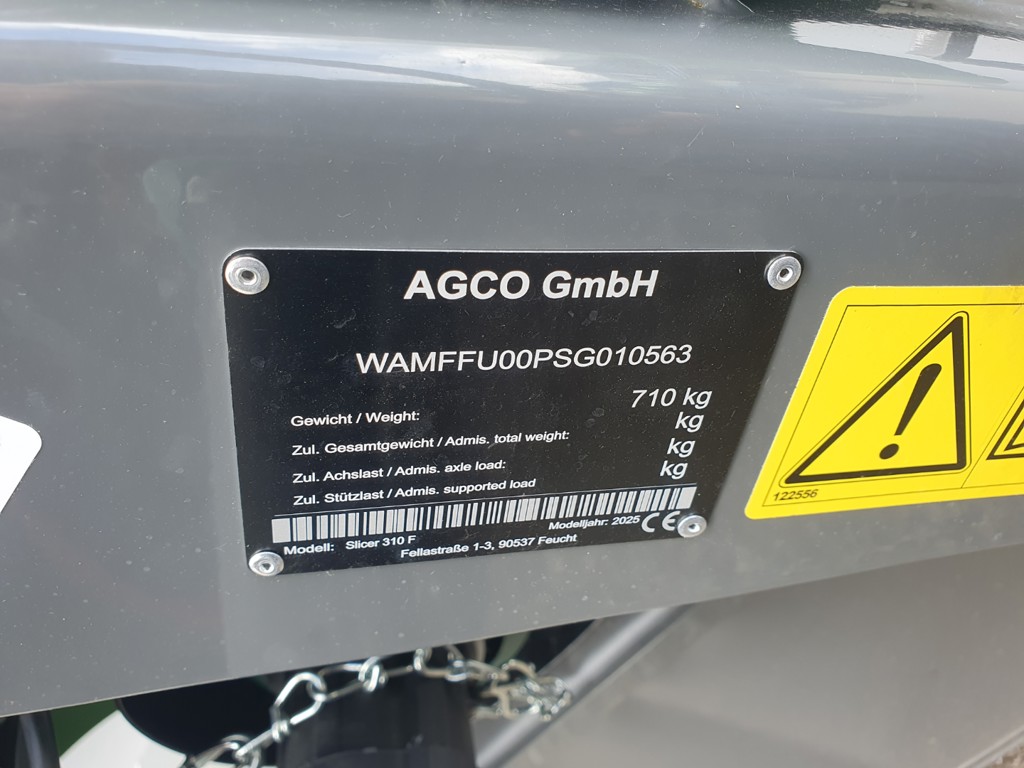 AGCO GmbH
WAMFFU00PSG010563
Gewicht / Weight: 710 kg
Zul. Gesamtgewicht / Admis. total weight: kg
Zul. Achslast / Admis. axle load: kg
Zul. Stützlast / Admis. supported load kg
Modell: Slicer 310 F Modelljahr: 2025 CE
Fellastraße 1-3, 90537 Feucht
122556